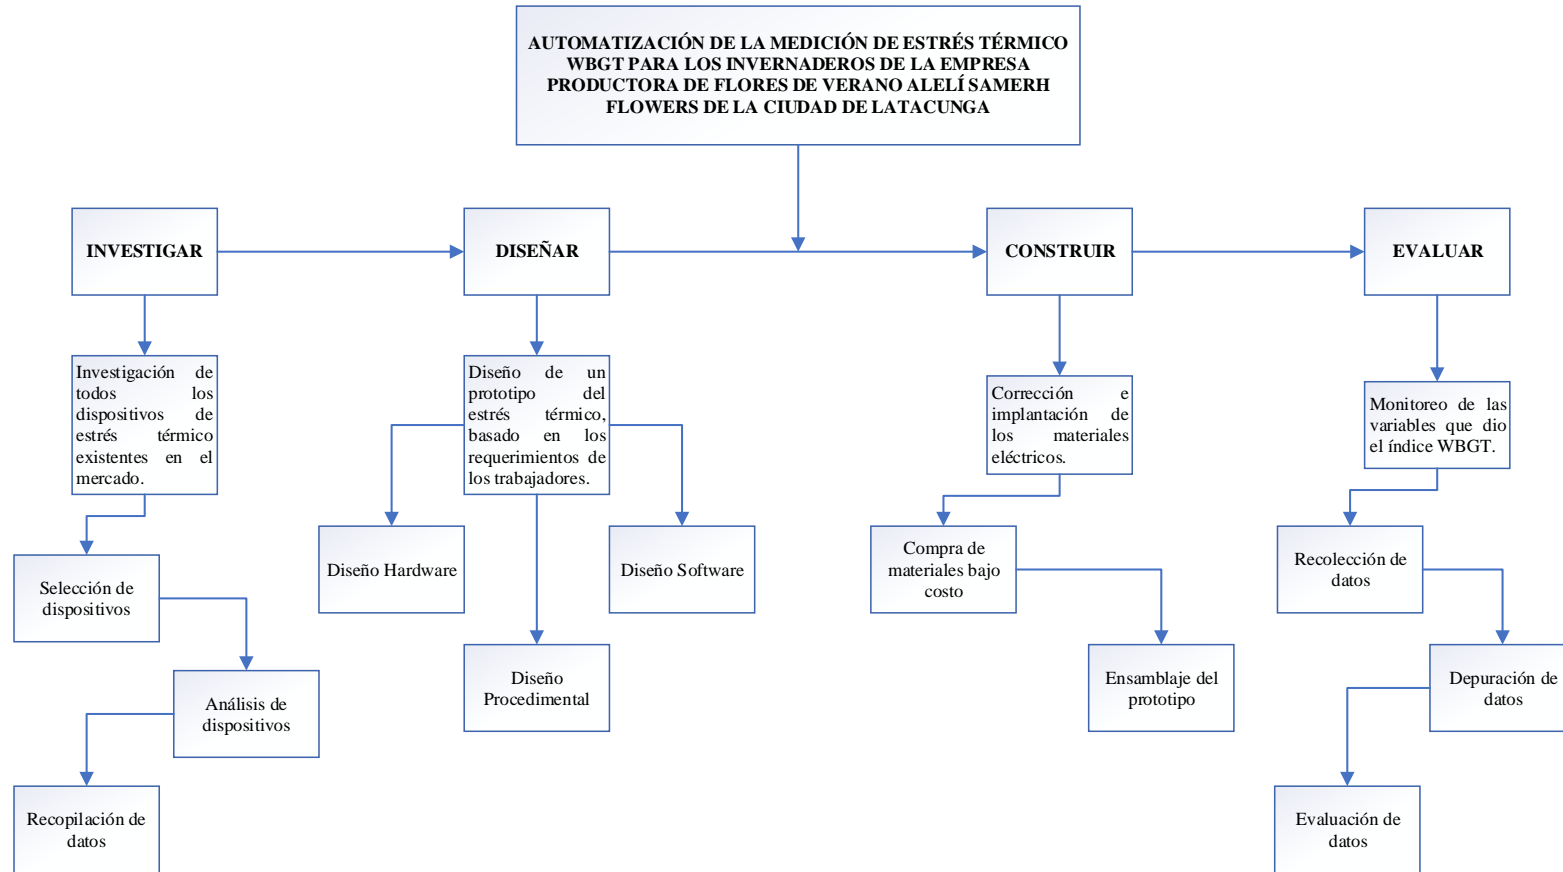 AUTOMATIZACIÓN DE LA MEDICIÓN DE ESTRÉS TÉRMICO
WBGT PARA LOS INVERNADEROS DE LA EMPRESA
PRODUCTORA DE FLORES DE VERANO ALELÍ SAMERH
FLOWERS DE LA CIUDAD DE LATACUNGA
INVESTIGAR
DISEÑAR
CONSTRUIR
EVALUAR
Investigación de
todos los
dispositivos de
estrés térmico
existentes en el
mercado.
Diseño de un
prototipo del
estrés térmico,
basado en los
requerimientos de
los trabajadores.
Corrección e
implantación de
los materiales
eléctricos.
Monitoreo de las
variables que dio
el índice WBGT.
Selección de
dispositivos
Diseño Hardware
Diseño Software
Compra de
materiales bajo
costo
Recolección de
datos
Análisis de
dispositivos
Diseño
Procedimental
Ensamblaje del
prototipo
Depuración de
datos
Recopilación de
datos
Evaluación de
datos